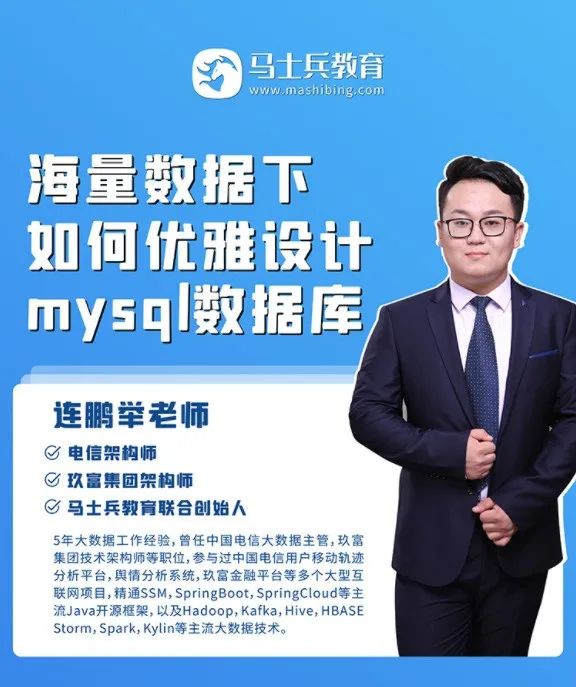 马士兵教育
www.mashibing.com
海量数据下
如何优雅设计
mysql数据库
连鹏举老师
电信架构师
玖富集团架构师
马士兵教育联合创始人
5年大数据工作经验，曾任中国电信大数据主管，玖富
集团技术架构师等职位，参与过中国电信用户移动轨迹
分析平台，舆情分析系统，玖富金融平台等多个大型互
联网项目，精通SSM，SpringBoot，SpringCloud等主
流Java开源框架，以及Hadoop，Kafka，Hive，HBASE
Storm，Spark，Kylin等主流大数据技术。